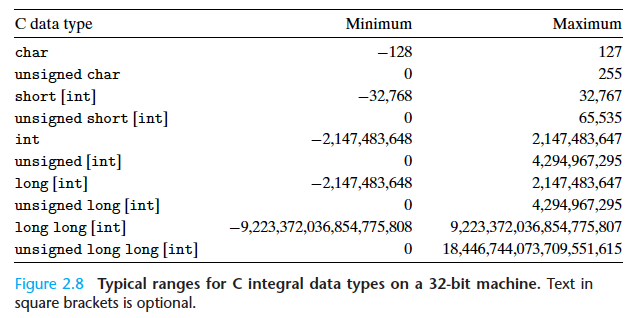 C data type Minimum Maximum
char −128 127
unsigned char 0 255
short [int] −32,768 32,767
unsigned short [int] 0 65,535
int −2,147,483,648 2,147,483,647
unsigned [int] 0 4,294,967,295
long [int] −2,147,483,648 2,147,483,647
unsigned long [int] 0 4,294,967,295
long long [int] −9,223,372,036,854,775,808 9,223,372,036,854,775,807
unsigned long long [int] 0 18,446,744,073,709,551,615
Figure 2.8 Typical ranges for C integral data types on a 32-bit machine. Text in
square brackets is optional.